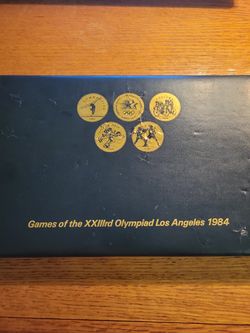 Games of the XXIIIrd Olympiad Los Angeles 1984